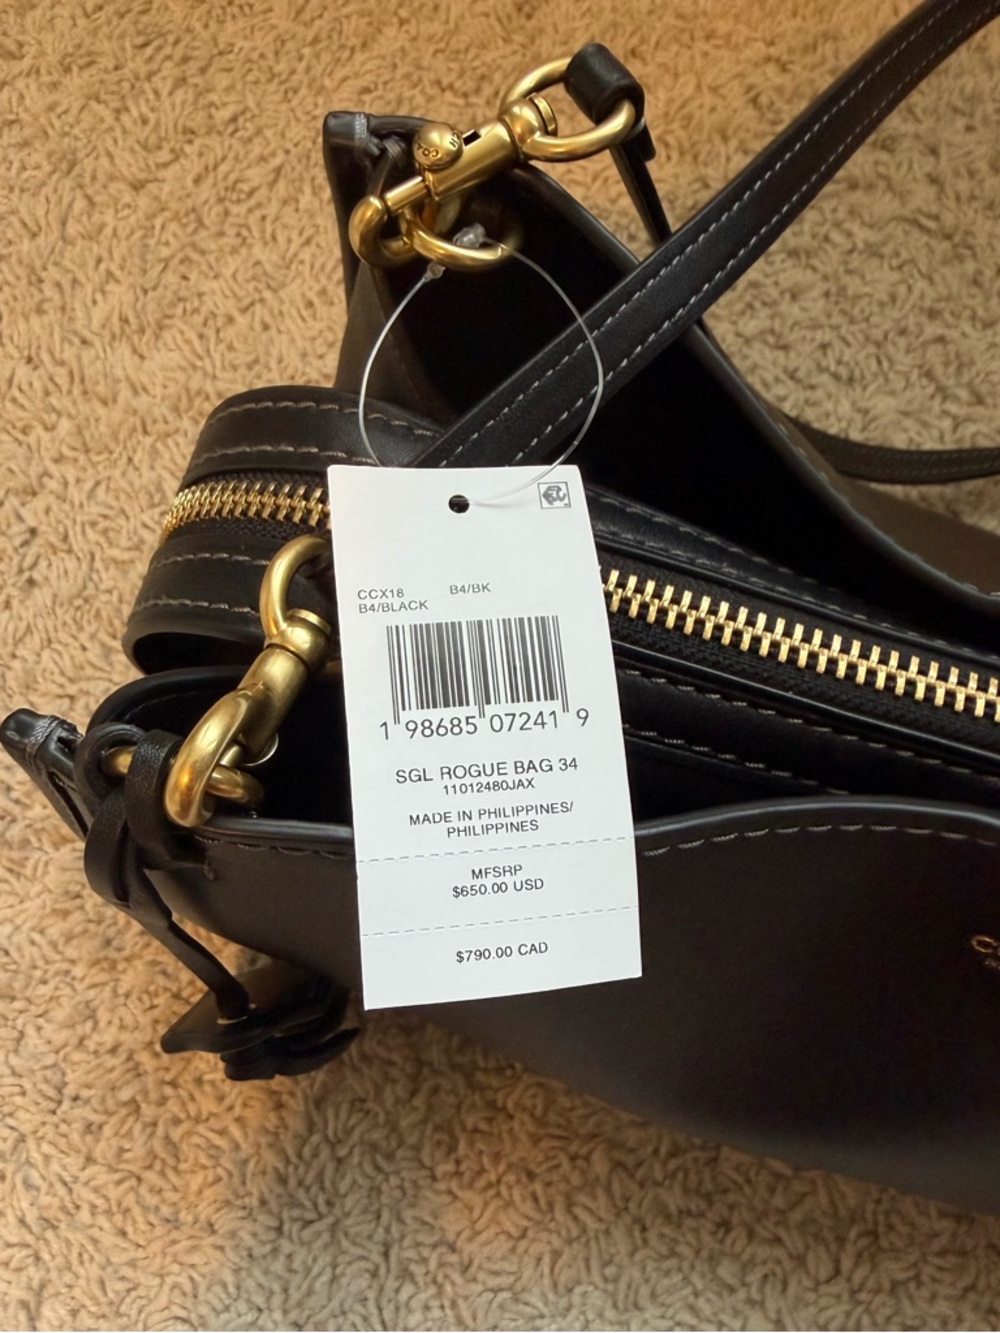 COACH
CCX18 B4/BK
B4/BLACK
1 98685 07241 9
SGL ROGUE BAG 34
11012480JAX
MADE IN PHILIPPINES/
PHILIPPINES
MFSRP
$650.00 USD
$790.00 CAD